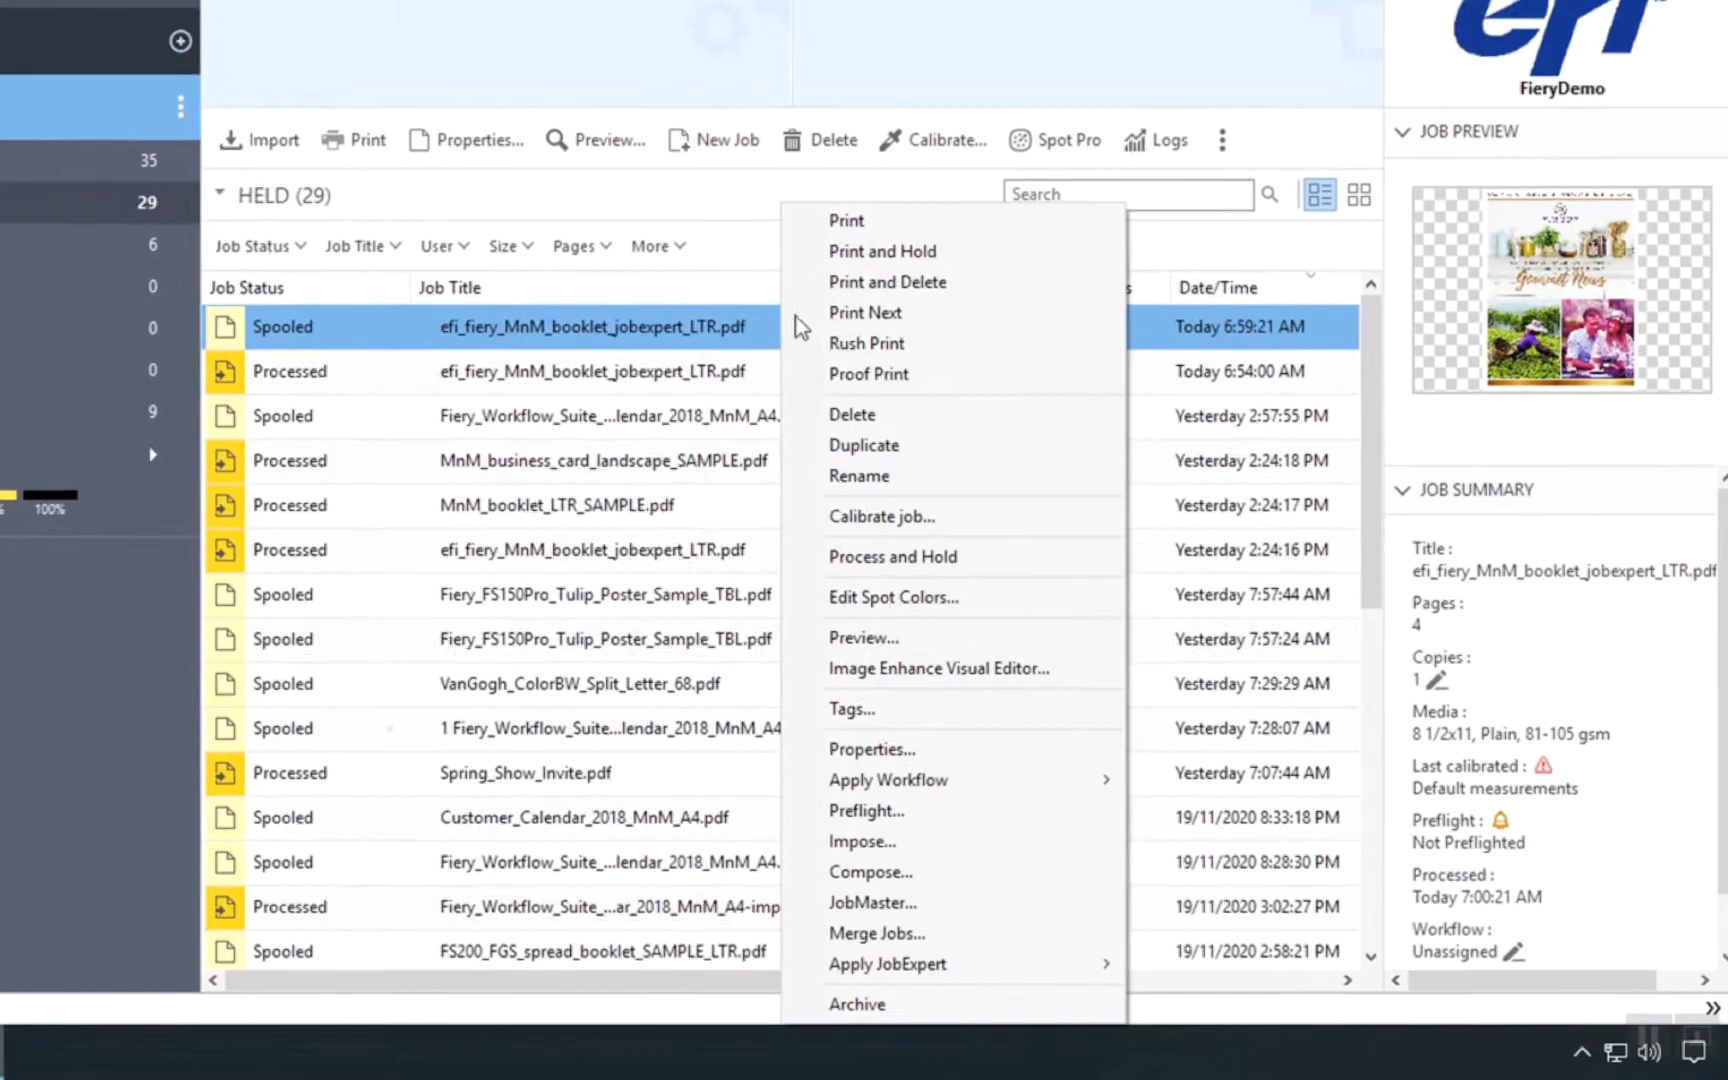 efi
FieryDemo
35
29
6
0
0
0
9
100%
Import Print Properties... Preview... New Job Delete Calibrate... Spot Pro Logs
HELD (29)
Search
Job Status Job Title User Size Pages More
Job Status Job Title Date/Time
Spooled efi_fiery_MnM_booklet_jobexpert_LTR.pdf Today 6:59:21 AM
Processed efi_fiery_MnM_booklet_jobexpert_LTR.pdf Today 6:54:00 AM
Spooled Fiery_Workflow_Suite_...lendar_2018_MnM_A4. Yesterday 2:57:55 PM
Processed MnM_business_card_landscape_SAMPLE.pdf Yesterday 2:24:18 PM
Processed MnM_booklet_LTR_SAMPLE.pdf Yesterday 2:24:17 PM
Processed efi_fiery_MnM_booklet_jobexpert_LTR.pdf Yesterday 2:24:16 PM
Spooled Fiery_FS150Pro_Tulip_Poster_Sample_TBL.pdf Yesterday 7:57:44 AM
Spooled Fiery_FS150Pro_Tulip_Poster_Sample_TBL.pdf Yesterday 7:57:24 AM
Spooled VanGogh_ColorBW_Split_Letter_68.pdf Yesterday 7:29:29 AM
Spooled 1 Fiery_Workflow_Suite...lendar_2018_MnM_A4 Yesterday 7:28:07 AM
Processed Spring_Show_Invite.pdf Yesterday 7:07:44 AM
Spooled Customer_Calendar_2018_MnM_A4.pdf 19/11/2020 8:33:18 PM
Spooled Fiery_Workflow_Suite_...lendar_2018_MnM_A4. 19/11/2020 8:28:30 PM
Processed Fiery_Workflow_Suite_...ar_2018_MnM_A4-imp 19/11/2020 3:02:27 PM
Spooled FS200_FGS_spread_booklet_SAMPLE_LTR.pdf 19/11/2020 2:58:21 PM
Print
Print and Hold
Print and Delete
Print Next
Rush Print
Proof Print
Delete
Duplicate
Rename
Calibrate job...
Process and Hold
Edit Spot Colors...
Preview...
Image Enhance Visual Editor...
Tags...
Properties...
Apply Workflow
Preflight...
Impose...
Compose...
JobMaster...
Merge Jobs...
Apply JobExpert
Archive
JOB PREVIEW
Gourmet News
JOB SUMMARY
Title :
efi_fiery_MnM_booklet_jobexpert_LTR.pdf
Pages :
4
Copies :
1
Media :
8 1/2x11, Plain, 81-105 gsm
Last calibrated :
Default measurements
Preflight :
Not Preflighted
Processed :
Today 7:00:21 AM
Workflow :
Unassigned